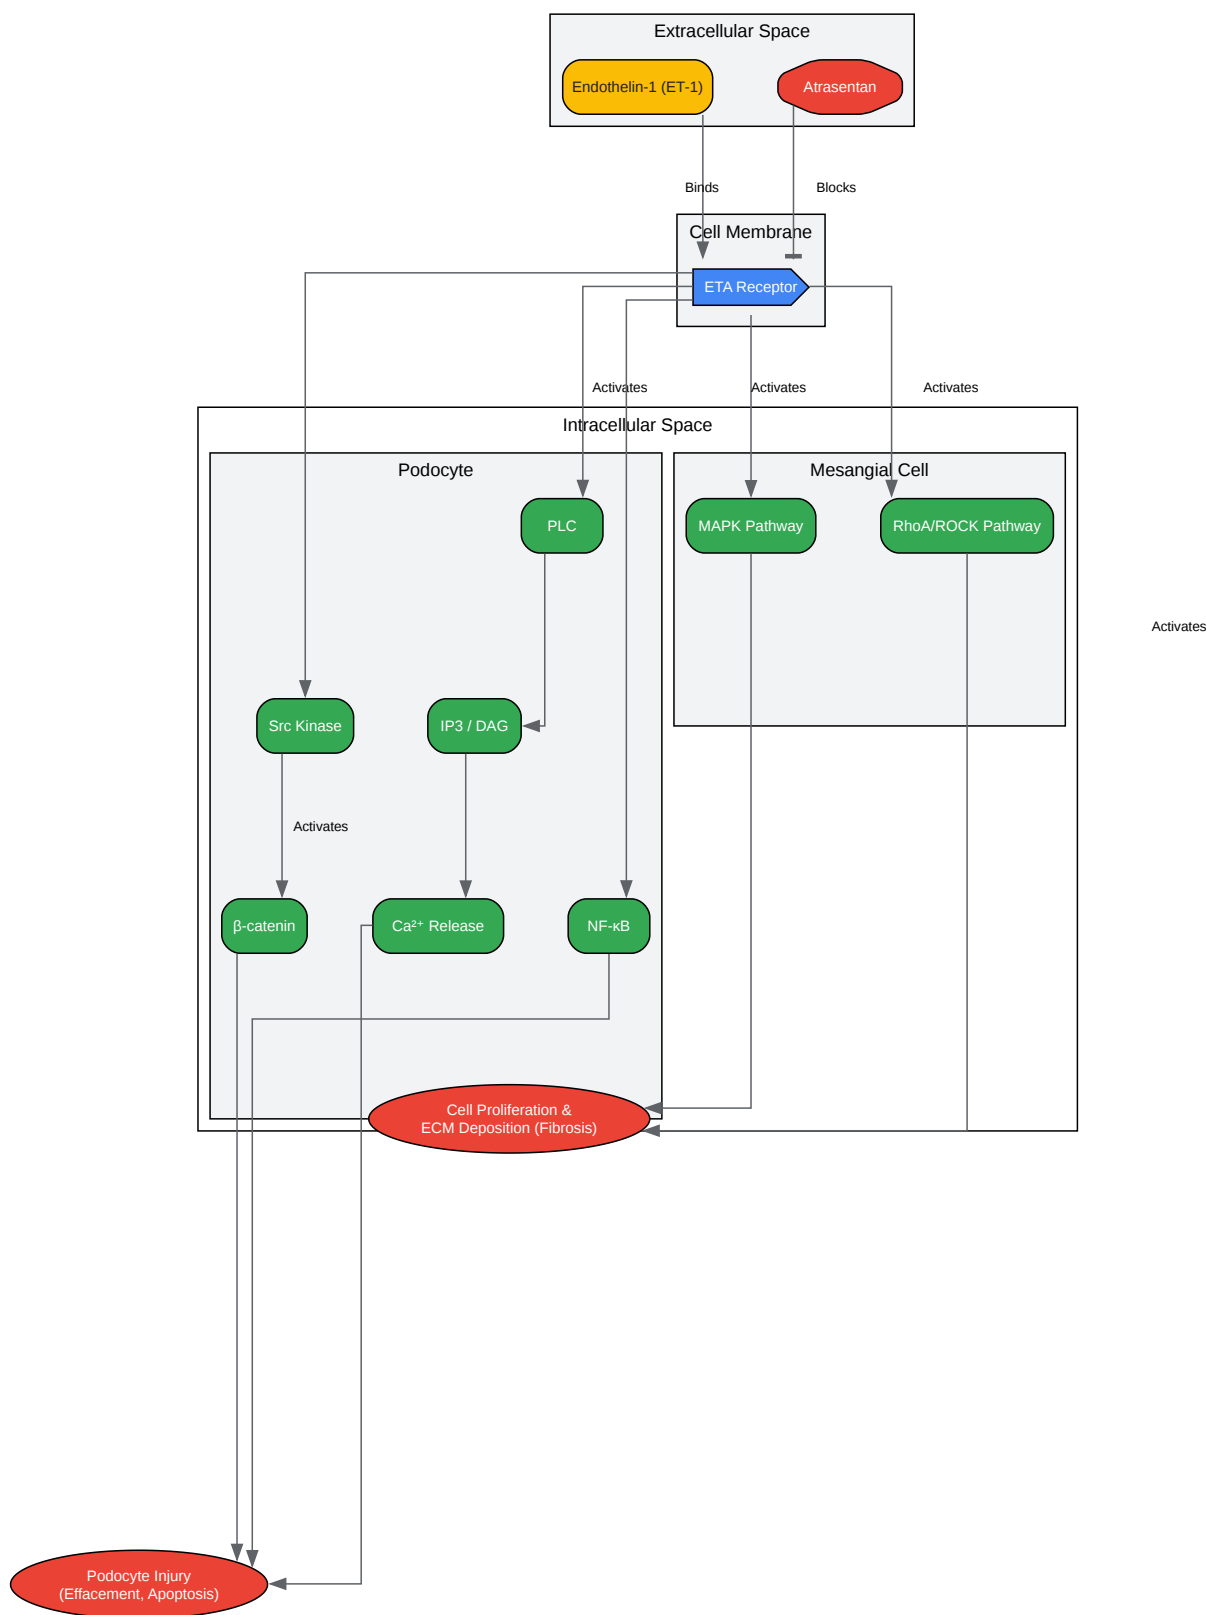 Extracellular Space
Endothelin-1 (ET-1)
Atrasentan
Binds
Blocks
Cell Membrane
ETA Receptor
Activates
Activates
Activates
Intracellular Space
Podocyte
Mesangial Cell
PLC
MAPK Pathway
RhoA/ROCK Pathway
Activates
Src Kinase
IP3 / DAG
Activates
β-catenin
Ca²⁺ Release
NF-κB
Cell Proliferation &
ECM Deposition (Fibrosis)
Podocyte Injury
(Effacement, Apoptosis)